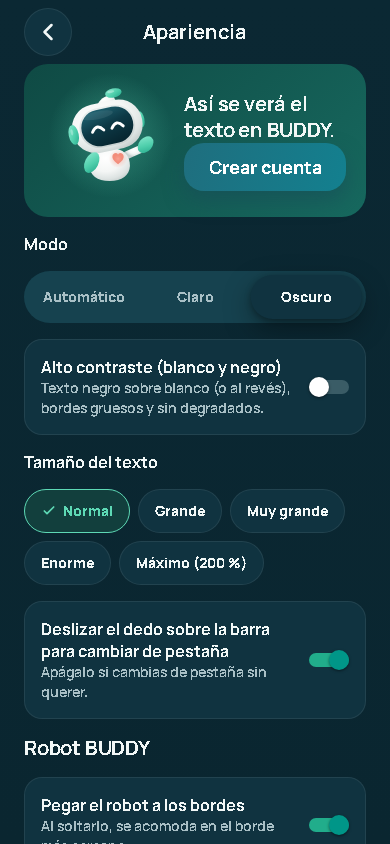 Apariencia
Así se verá el
texto en BUDDY.
Crear cuenta
Modo
Automático
Claro
Oscuro
Alto contraste (blanco y negro)
Texto negro sobre blanco (o al revés),
bordes gruesos y sin degradados.
Tamaño del texto
Normal
Grande
Muy grande
Enorme
Máximo (200 %)
Deslizar el dedo sobre la barra
para cambiar de pestaña
Apágalo si cambias de pestaña sin
querer.
Robot BUDDY
Pegar el robot a los bordes
Al soltarlo, se acomoda en el borde